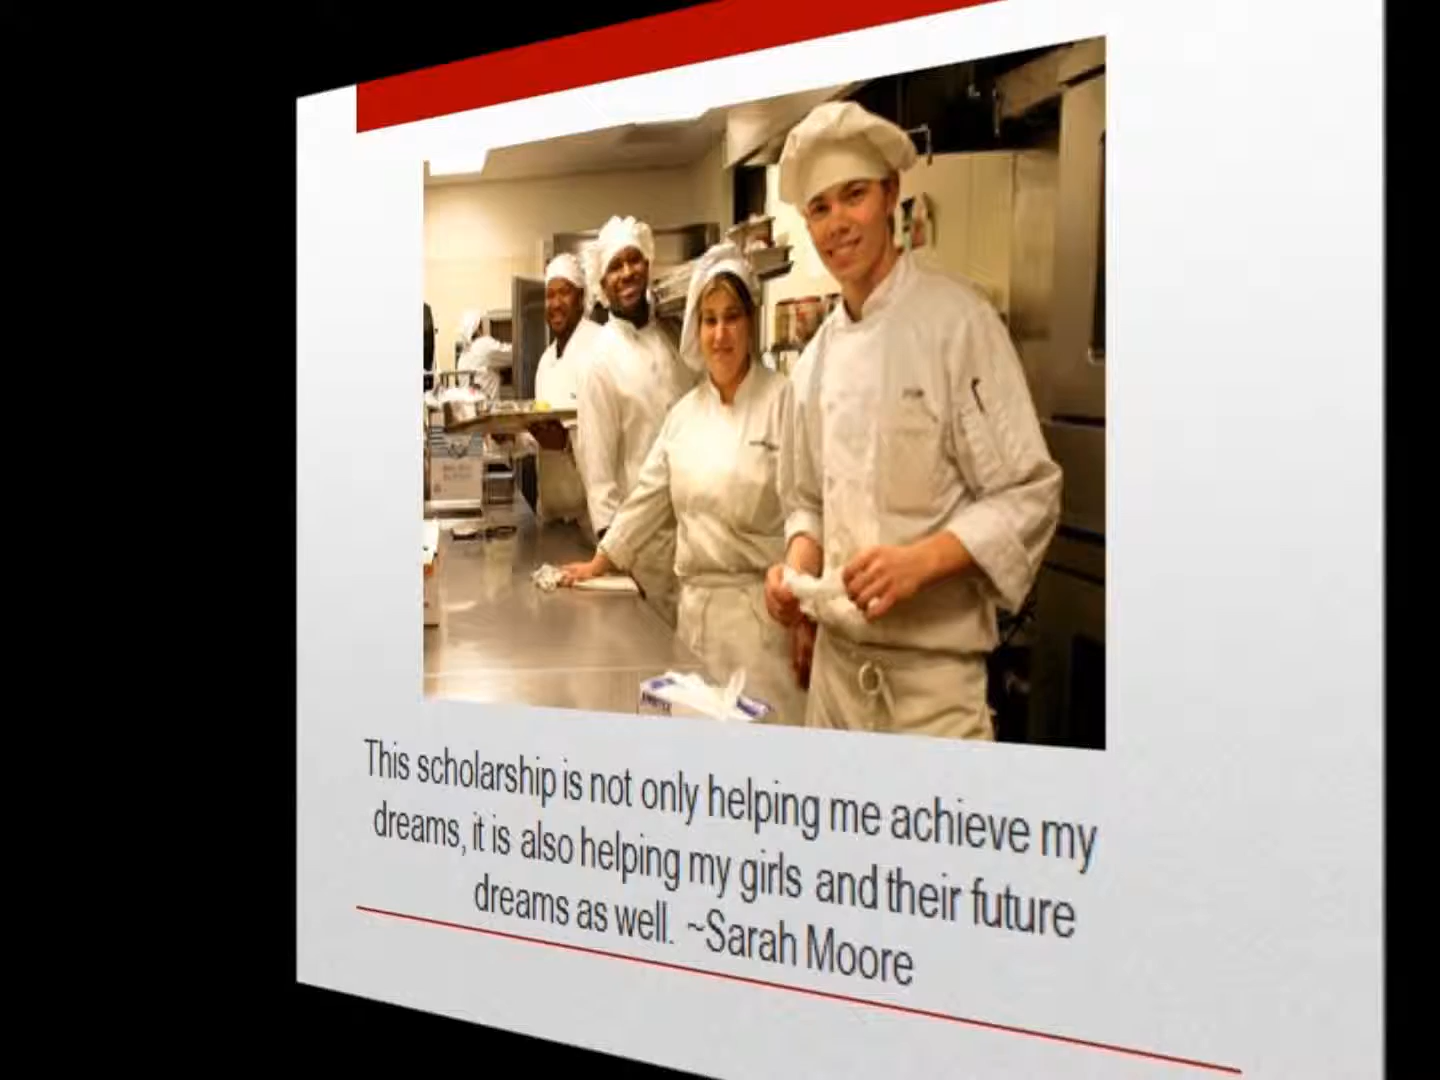 This scholarship is not only helping me achieve my
dreams, it is also helping my girls and their future
dreams as well. ~Sarah Moore